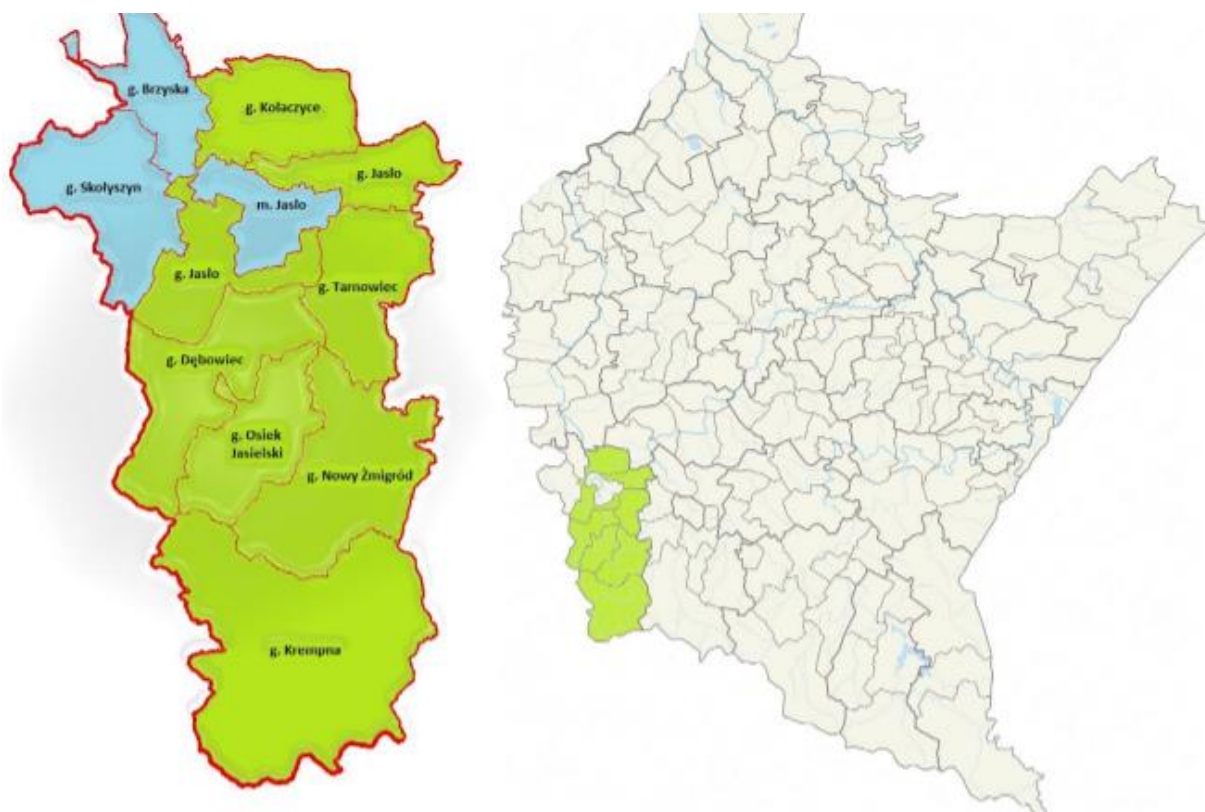 g. Brzyska
g. Kołaczyce
g. Jasło
g. Skołyszyn
m. Jasło
g. Jasło
g. Tarnowiec
g. Dębowiec
g. Osiek
Jasielski
g. Nowy Żmigród
g. Krempna